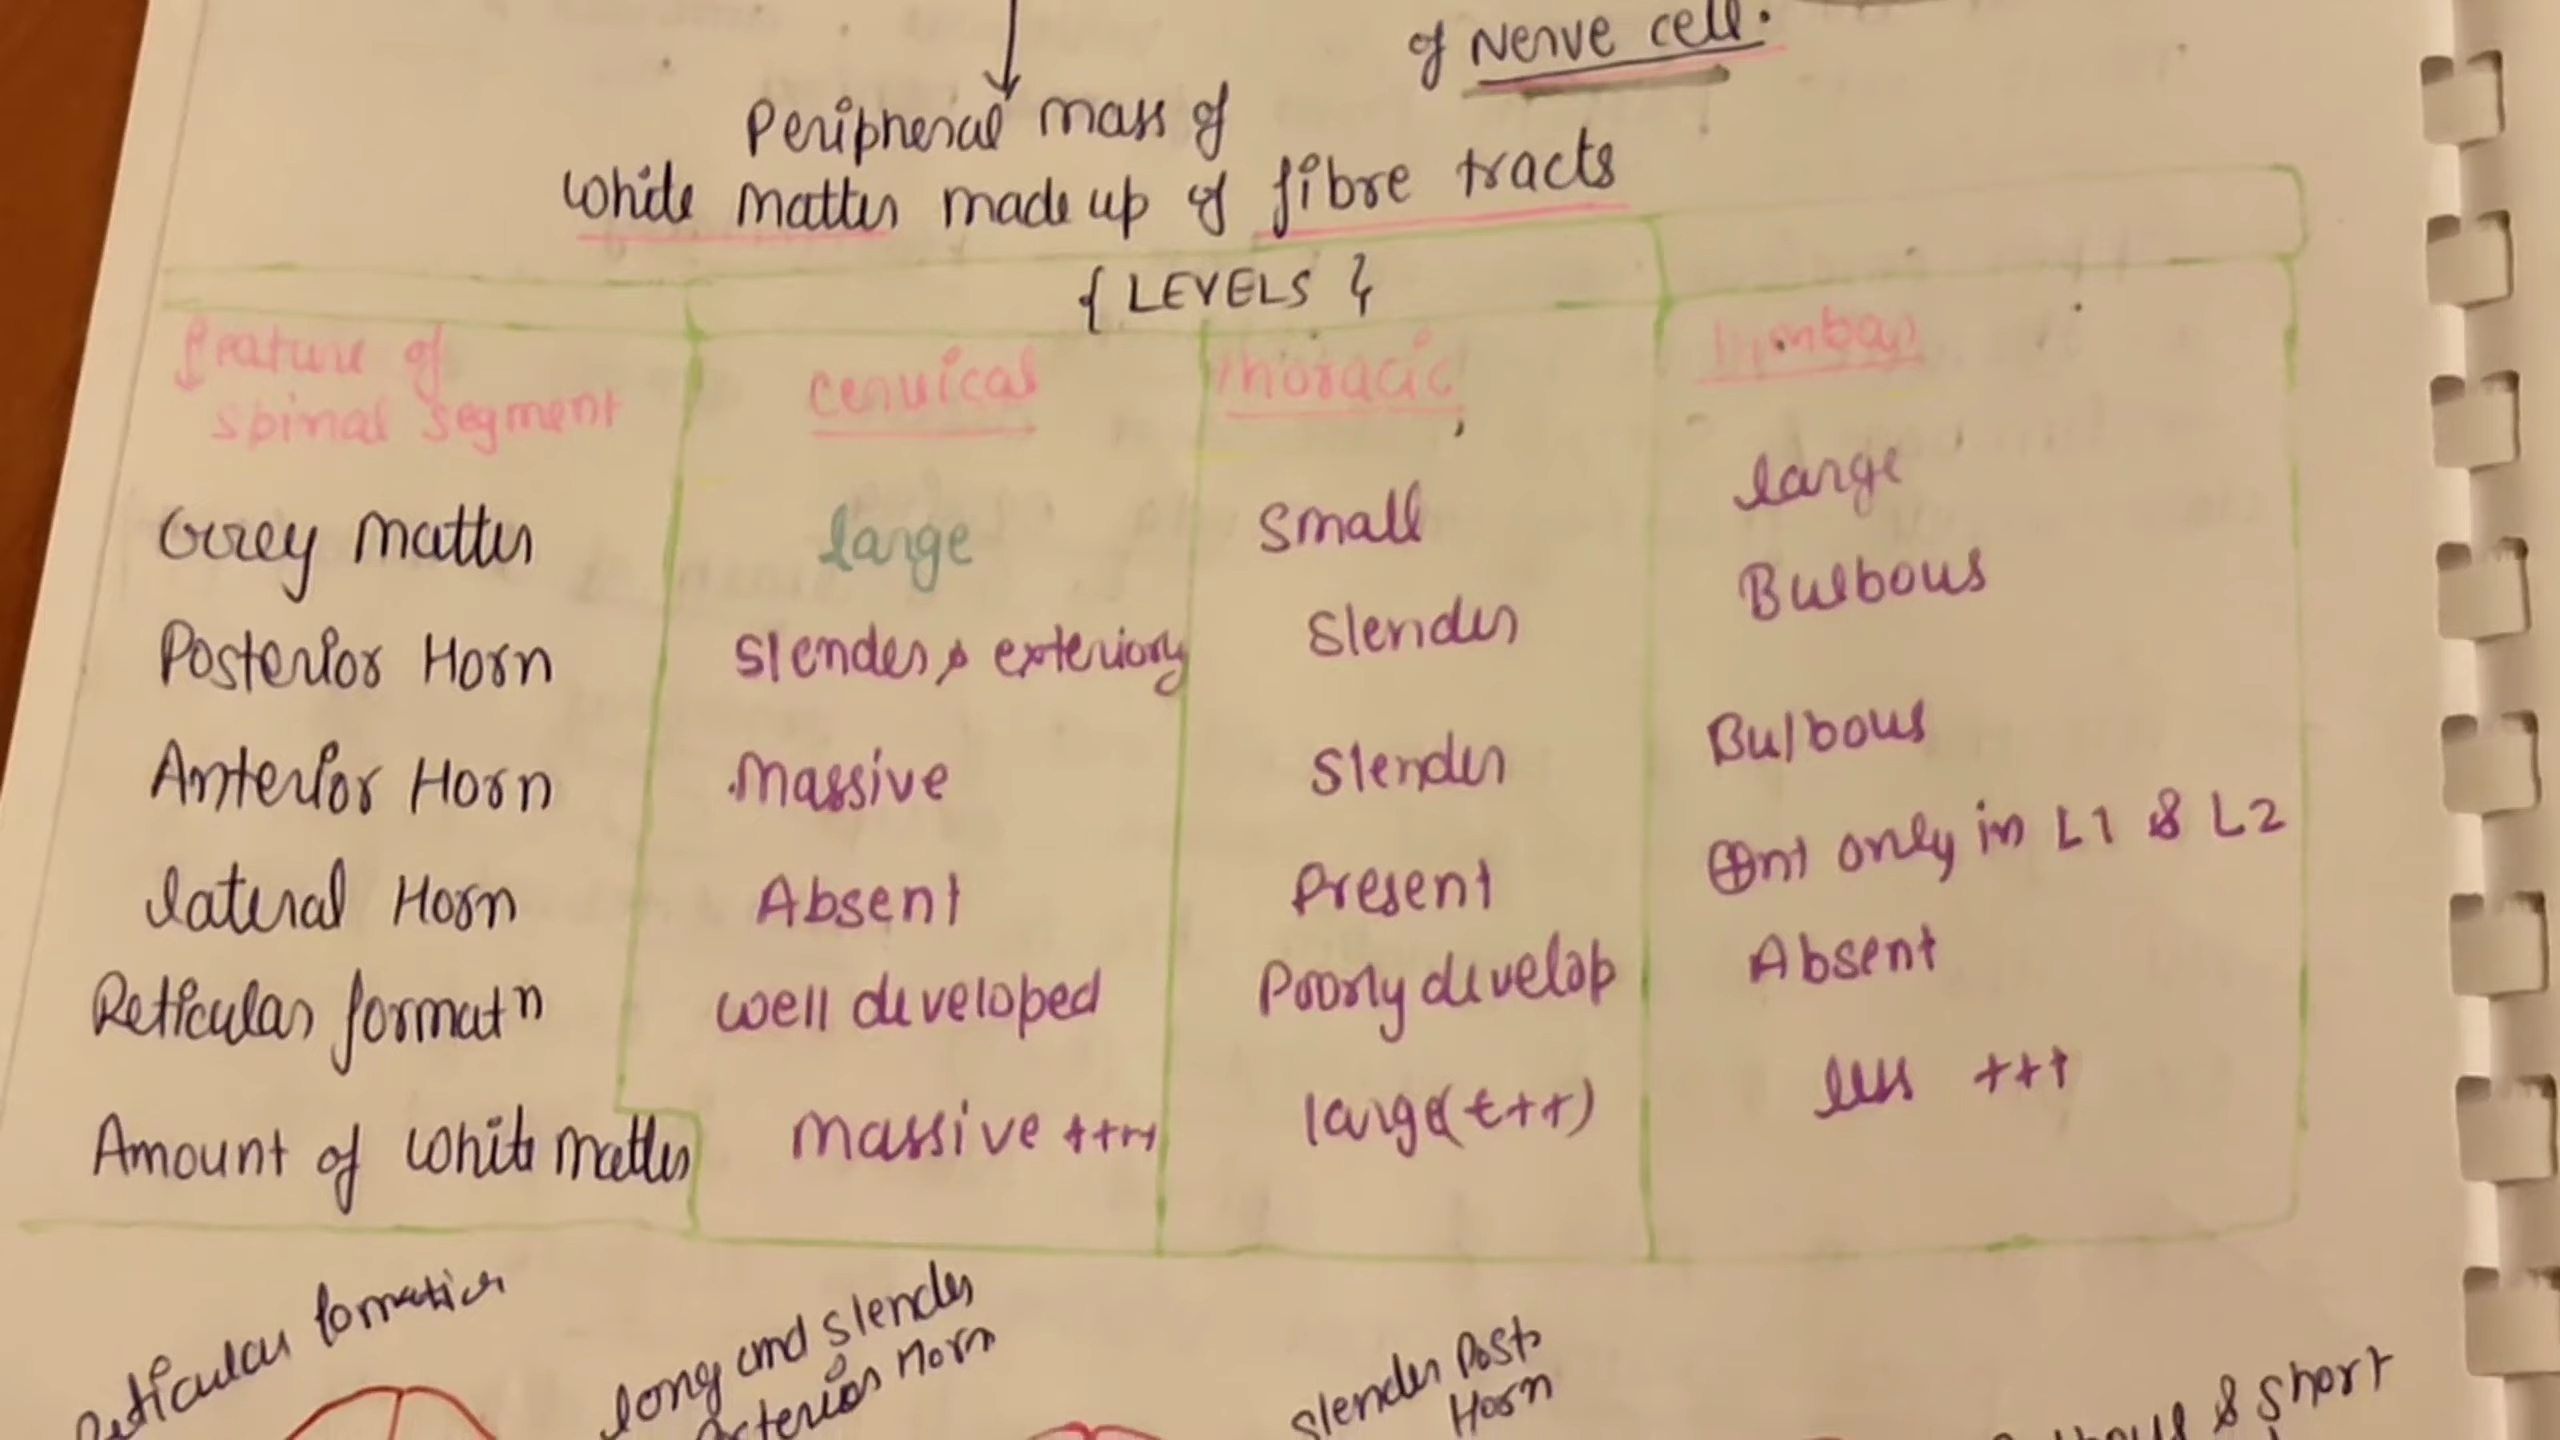 of Nerve cell.
Peripheral mass of
white matter made up of fibre tracts
{ LEVELS }
feature of spinal segment
cervical
Thoracic
lumbar
Grey Matter large small large
Posterior Horn slender, exteriorly slender Bulbous
Anterior Horn Massive slender Bulbous
lateral Horn Absent Present ⊕nt only in L1 & L2
Reticular formatn well developed Poorly develop Absent
Amount of white matter massive large(+++) less +++
Reticular formation
long and slender
Posterior Horn
slender Post.
Horn
& short